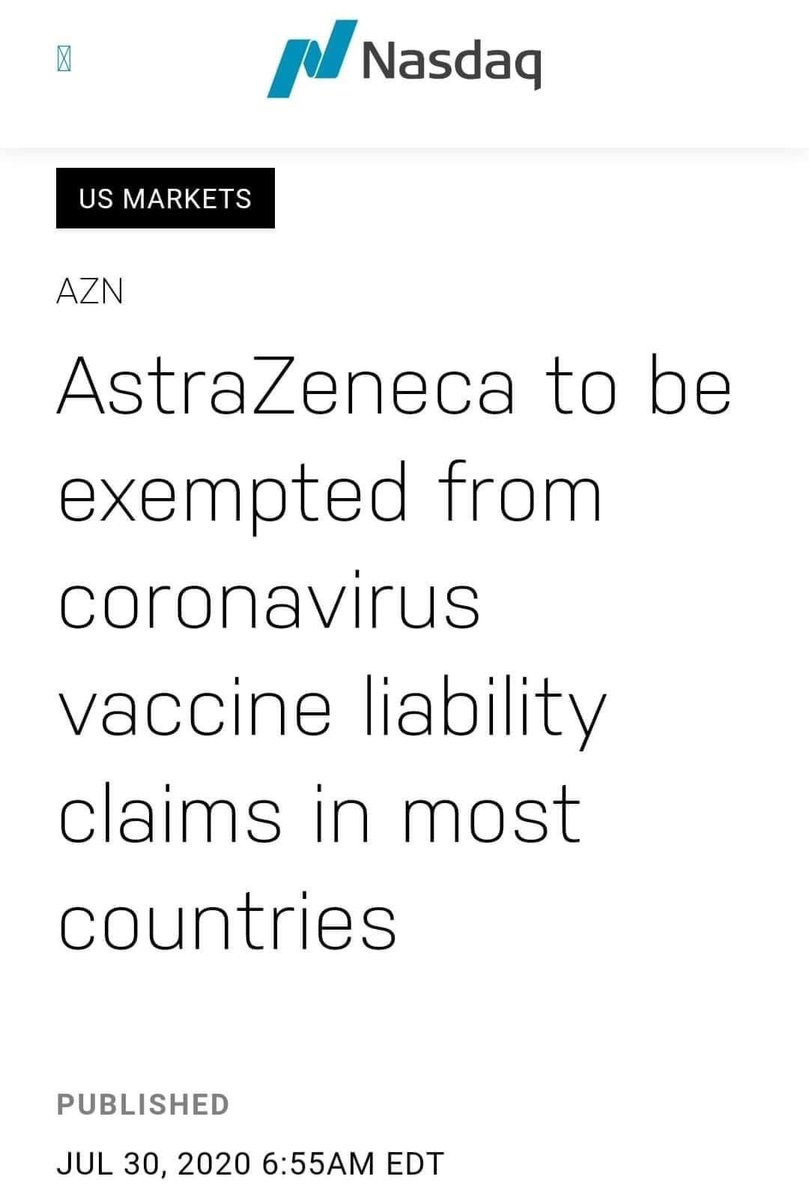 Nasdaq
US MARKETS
AZN
AstraZeneca to be
exempted from
coronavirus
vaccine liability
claims in most
countries
PUBLISHED
JUL 30, 2020 6:55AM EDT